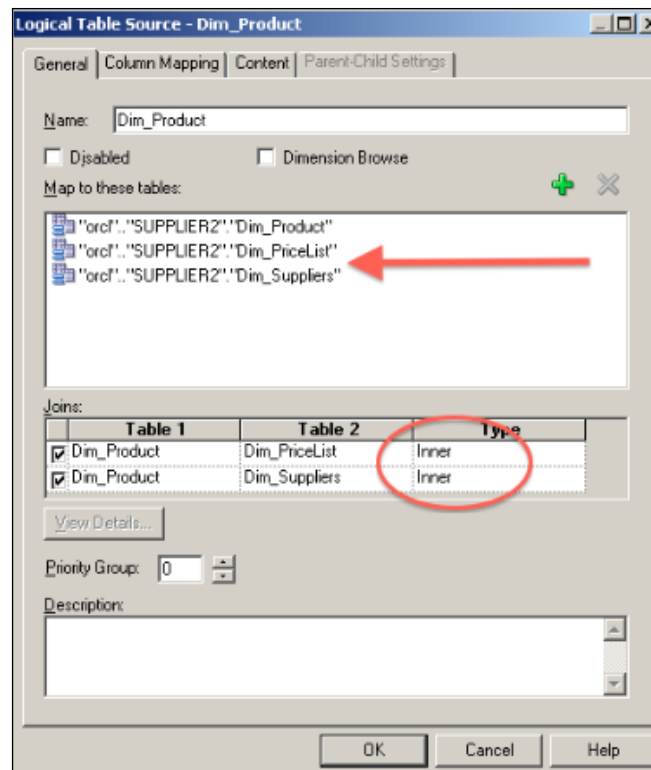 Logical Table Source - Dim_Product
General Column Mapping Content Parent-Child Settings
Name: Dim_Product
Disabled Dimension Browse
Map to these tables:
"orcl".."SUPPLIER2"."Dim_Product"
"orcl".."SUPPLIER2"."Dim_PriceList"
"orcl".."SUPPLIER2"."Dim_Suppliers"
Joins:
Table 1 Table 2 Type
Dim_Product Dim_PriceList Inner
Dim_Product Dim_Suppliers Inner
View Details...
Priority Group: 0
Description:
OK Cancel Help